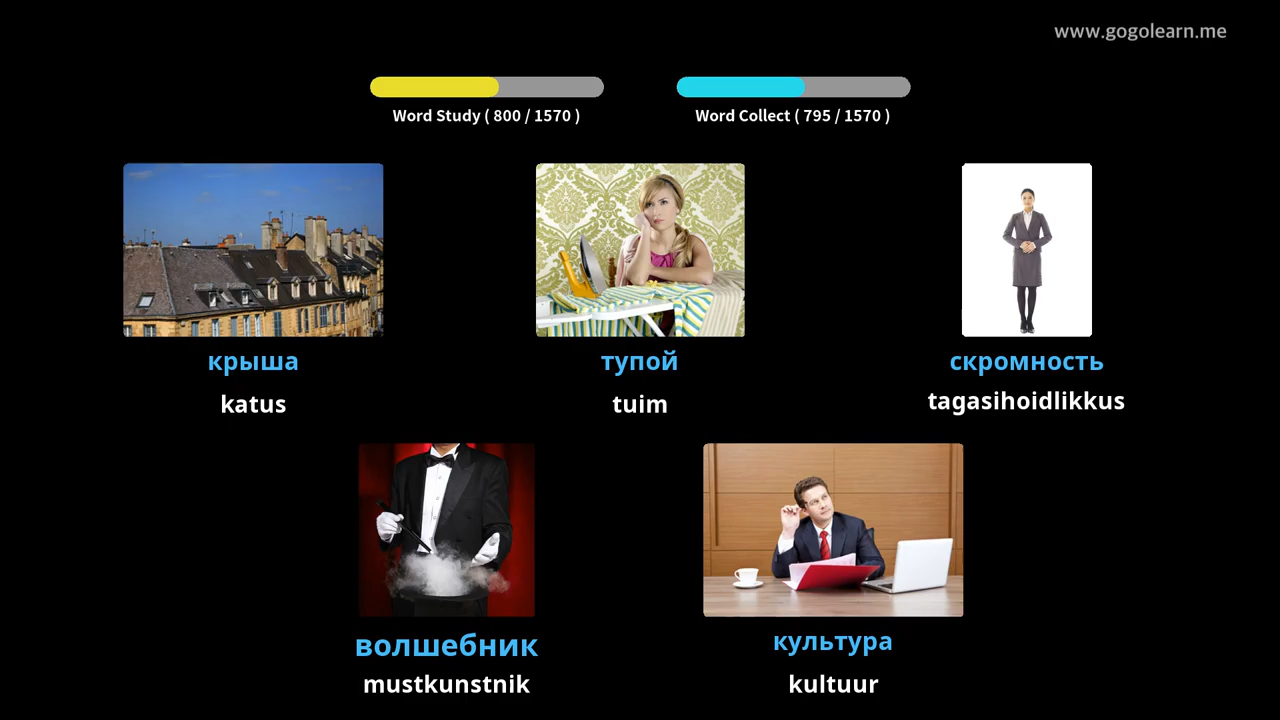 www.gogolearn.me
Word Study ( 800 / 1570 )
Word Collect ( 795 / 1570 )
крыша
katus
тупой
tuim
скромность
tagasihoidlikkus
волшебник
mustkunstnik
культура
kultuur